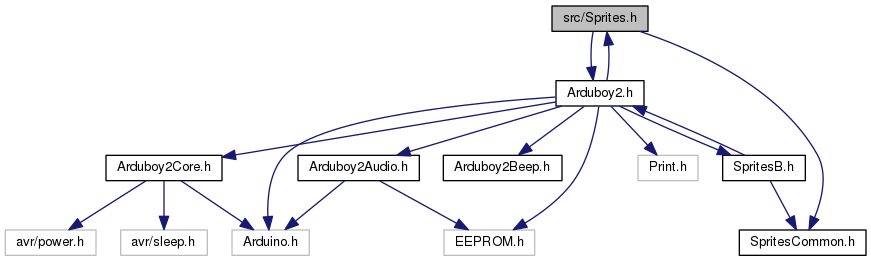 src/Sprites.h
Arduboy2.h
Arduboy2Core.h
Arduboy2Audio.h
Arduboy2Beep.h
Print.h
SpritesB.h
avr/power.h
avr/sleep.h
Arduino.h
EEPROM.h
SpritesCommon.h